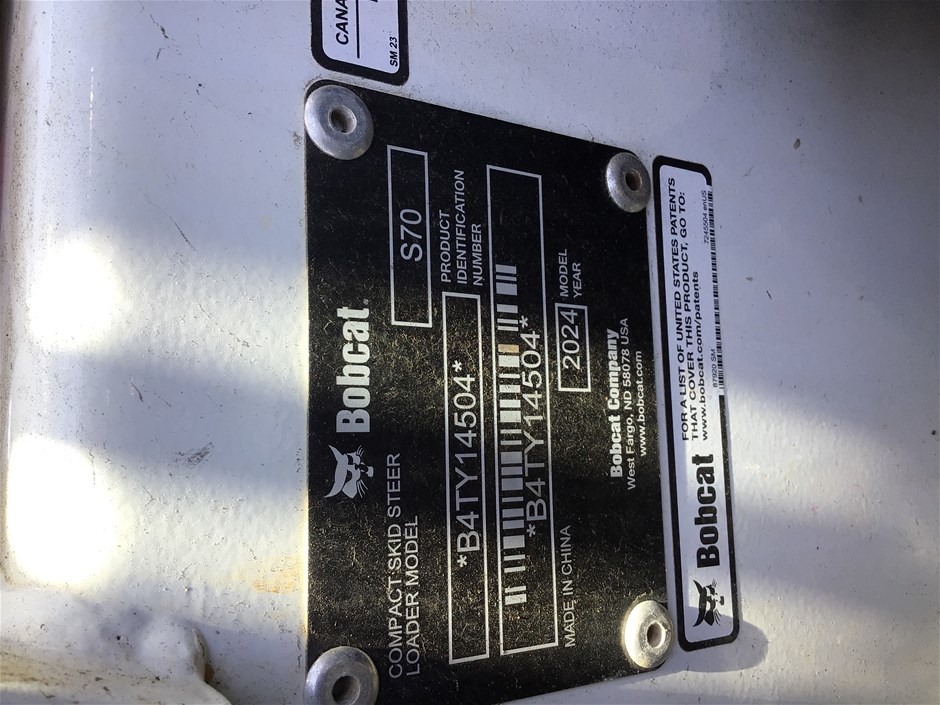 CANA
SM 23
Bobcat
COMPACT SKID STEER
LOADER MODEL
S70
PRODUCT
IDENTIFICATION
NUMBER
*B4TY14504*
*B4TY14504*
MADE IN CHINA
2024
MODEL
YEAR
Bobcat Company
West Fargo, ND 58078 USA
www.bobcat.com
Bobcat
FOR A LIST OF UNITED STATES PATENTS
THAT COVER THIS PRODUCT, GO TO:
www.bobcat.com/patents